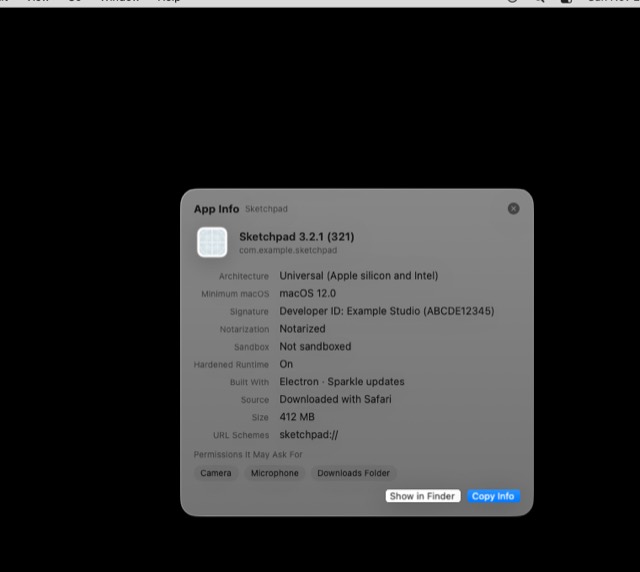 Window
App Info Sketchpad
Sketchpad 3.2.1 (321)
com.example.sketchpad
Architecture Universal (Apple silicon and Intel)
Minimum macOS macOS 12.0
Signature Developer ID: Example Studio (ABCDE12345)
Notarization Notarized
Sandbox Not sandboxed
Hardened Runtime On
Built With Electron · Sparkle updates
Source Downloaded with Safari
Size 412 MB
URL Schemes sketchpad://
Permissions It May Ask For
Camera Microphone Downloads Folder
Show in Finder Copy Info